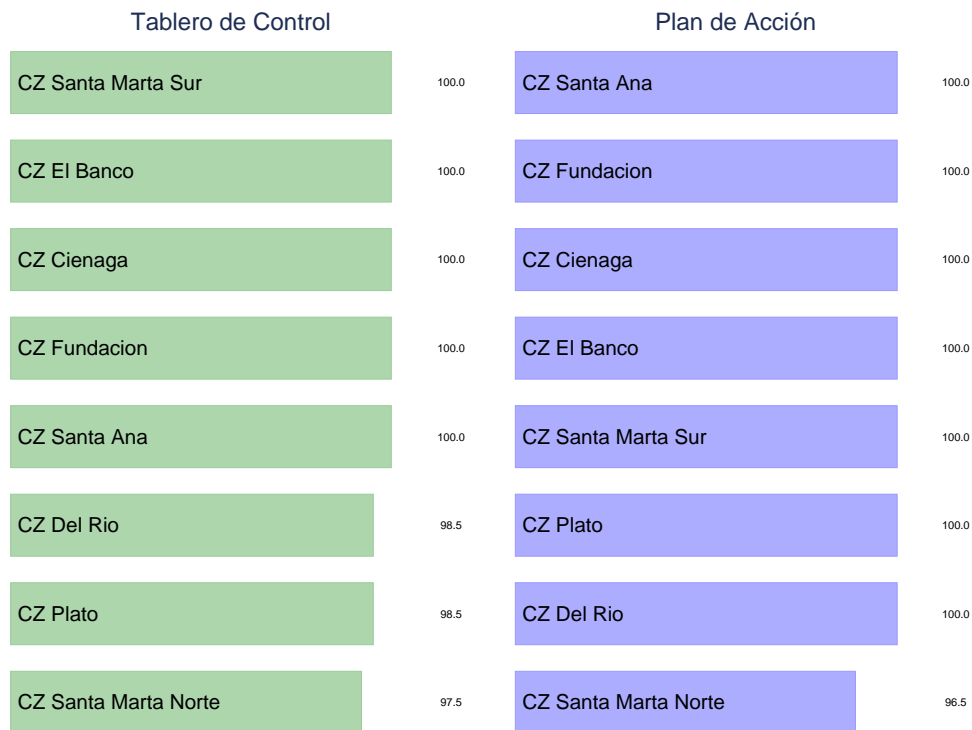 Tablero de Control
CZ Santa Marta Sur 100.0
CZ El Banco 100.0
CZ Cienaga 100.0
CZ Fundacion 100.0
CZ Santa Ana 100.0
CZ Del Rio 98.5
CZ Plato 98.5
CZ Santa Marta Norte 97.5
Plan de Acción
CZ Santa Ana 100.0
CZ Fundacion 100.0
CZ Cienaga 100.0
CZ El Banco 100.0
CZ Santa Marta Sur 100.0
CZ Plato 100.0
CZ Del Rio 100.0
CZ Santa Marta Norte 96.5